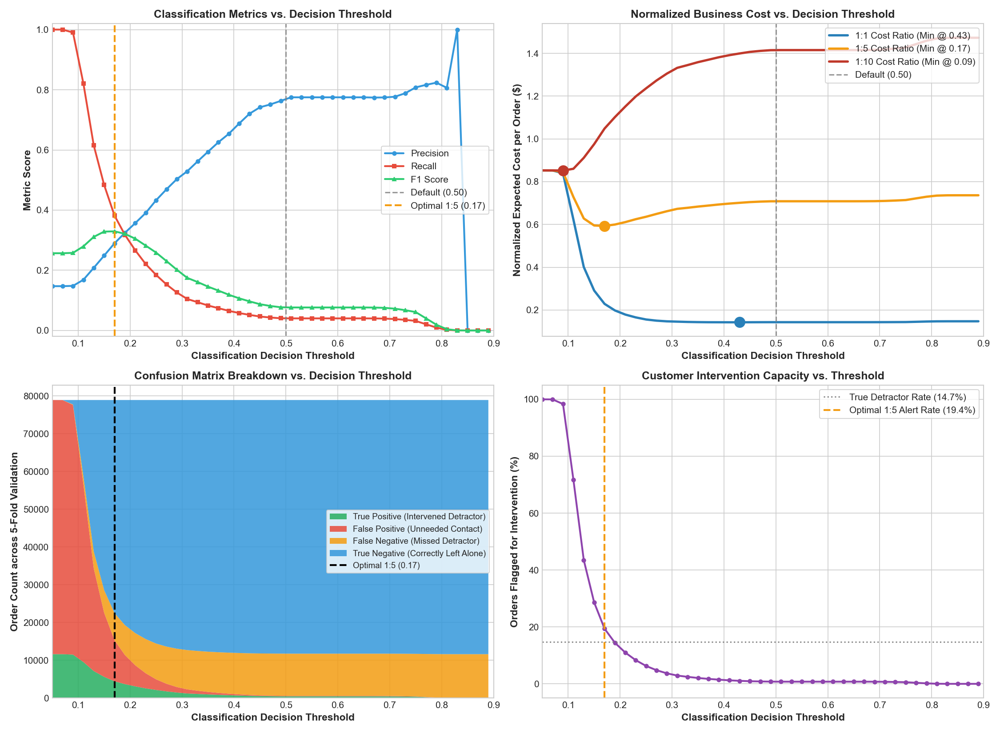 Classification Metrics vs. Decision Threshold
Metric Score
1.0
0.8
0.6
0.4
0.2
0.0
Precision
Recall
F1 Score
Default (0.50)
Optimal 1:5 (0.17)
0.1 0.2 0.3 0.4 0.5 0.6 0.7 0.8 0.9
Classification Decision Threshold
Normalized Business Cost vs. Decision Threshold
Normalized Expected Cost per Order ($)
1.4
1.2
1.0
0.8
0.6
0.4
0.2
1:1 Cost Ratio (Min @ 0.43)
1:5 Cost Ratio (Min @ 0.17)
1:10 Cost Ratio (Min @ 0.09)
Default (0.50)
0.1 0.2 0.3 0.4 0.5 0.6 0.7 0.8 0.9
Classification Decision Threshold
Confusion Matrix Breakdown vs. Decision Threshold
Order Count across 5-Fold Validation
80000
70000
60000
50000
40000
30000
20000
10000
0
True Positive (Intervened Detractor)
False Positive (Unneeded Contact)
False Negative (Missed Detractor)
True Negative (Correctly Left Alone)
Optimal 1:5 (0.17)
0.1 0.2 0.3 0.4 0.5 0.6 0.7 0.8 0.9
Classification Decision Threshold
Customer Intervention Capacity vs. Threshold
Orders Flagged for Intervention (%)
100
80
60
40
20
0
True Detractor Rate (14.7%)
Optimal 1:5 Alert Rate (19.4%)
0.1 0.2 0.3 0.4 0.5 0.6 0.7 0.8 0.9
Classification Decision Threshold